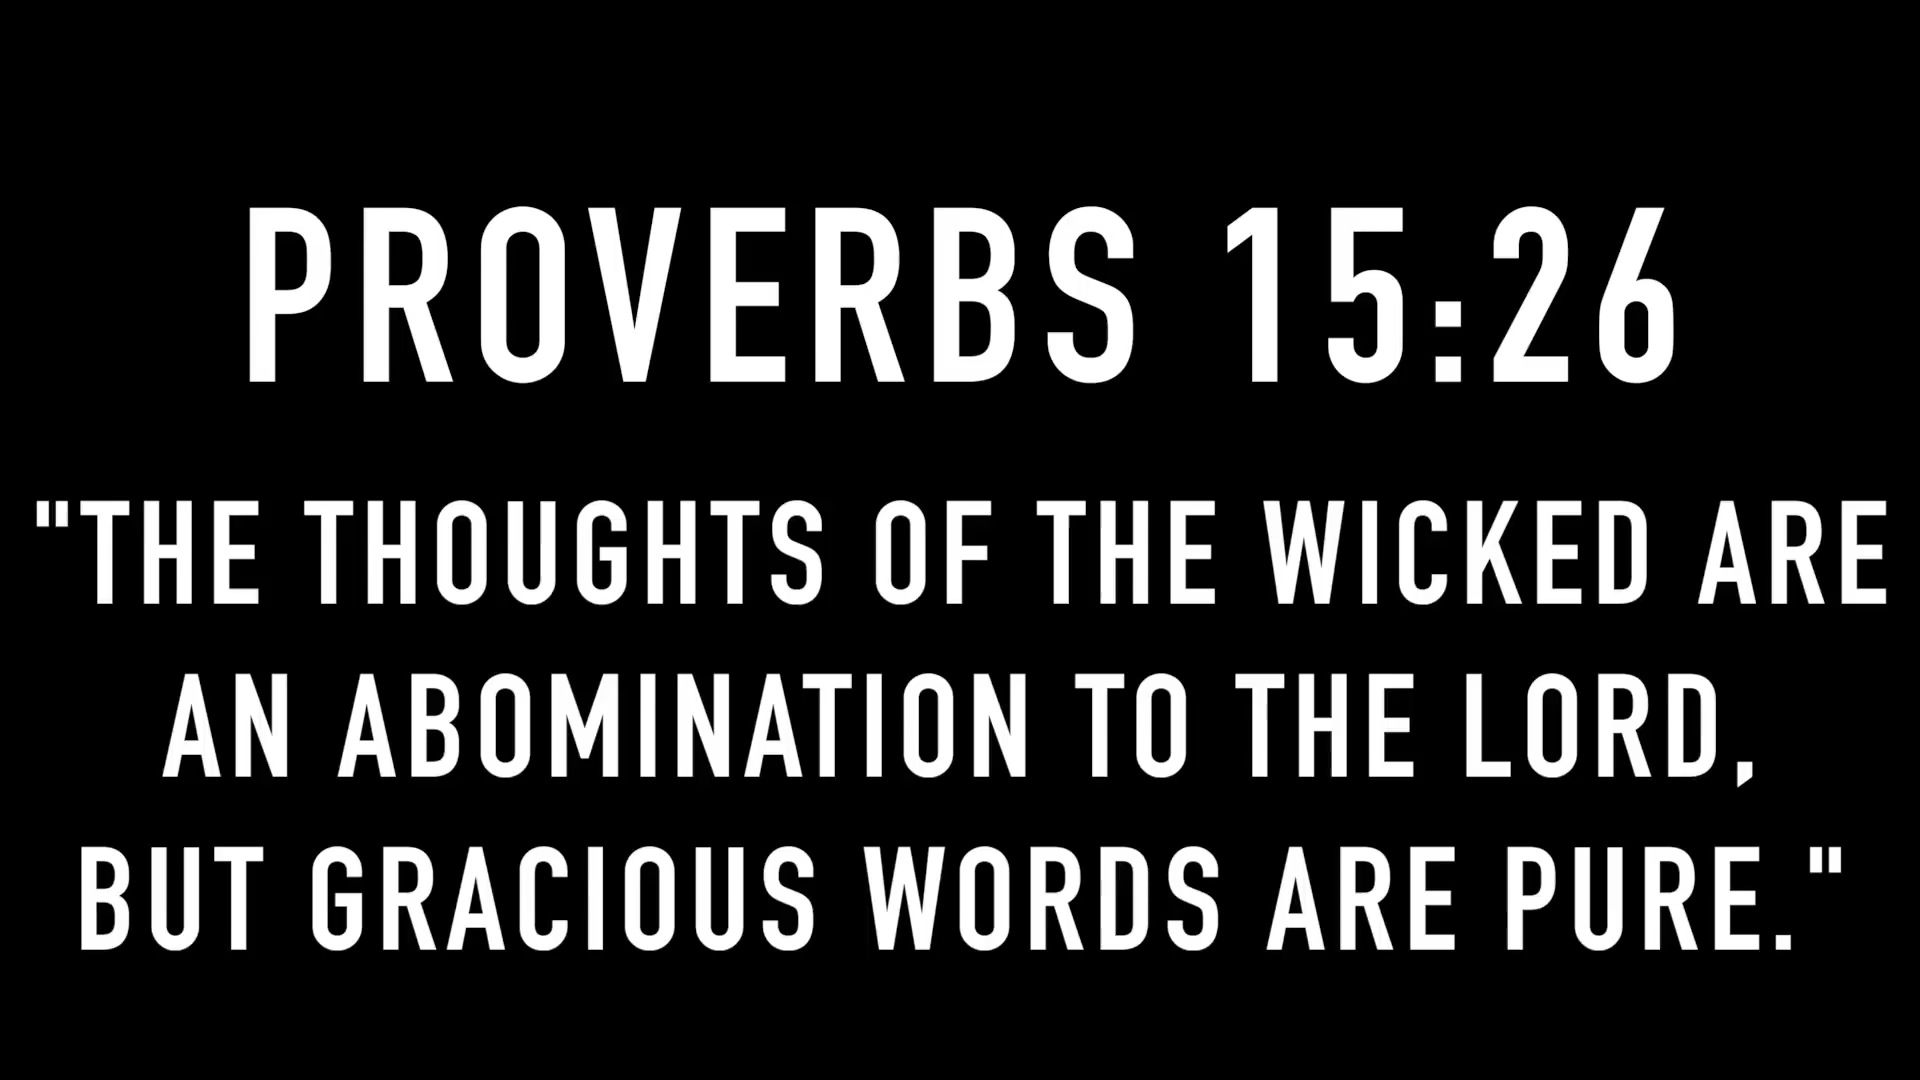 PROVERBS 15:26
"THE THOUGHTS OF THE WICKED ARE
AN ABOMINATION TO THE LORD,
BUT GRACIOUS WORDS ARE PURE."